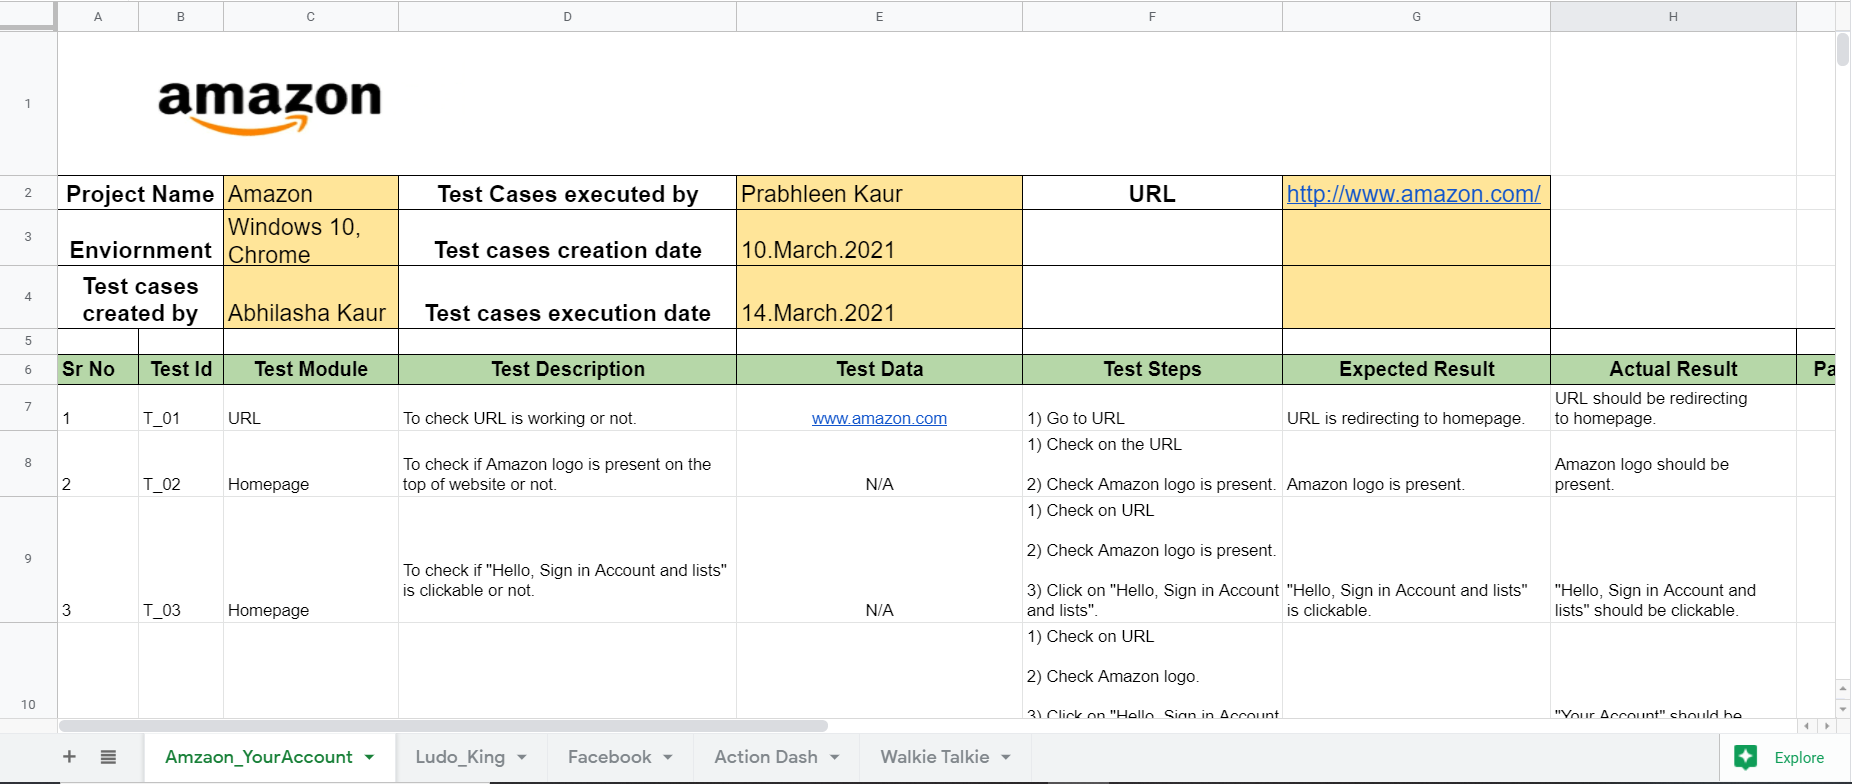 A B C D E F G H
1
amazon
2 Project Name Amazon Test Cases executed by Prabhleen Kaur URL http://www.amazon.com/
3 Enviornment Windows 10, Chrome Test cases creation date 10.March.2021
4 Test cases created by Abhilasha Kaur Test cases execution date 14.March.2021
5
6 Sr No Test Id Test Module Test Description Test Data Test Steps Expected Result Actual Result Pa
7 1 T_01 URL To check URL is working or not. www.amazon.com 1) Go to URL URL is redirecting to homepage. URL should be redirecting to homepage.
8 2 T_02 Homepage To check if Amazon logo is present on the top of website or not. N/A 1) Check on the URL
2) Check Amazon logo is present. Amazon logo is present. Amazon logo should be present.
9 3 T_03 Homepage To check if "Hello, Sign in Account and lists" is clickable or not. N/A 1) Check on URL
2) Check Amazon logo is present.
3) Click on "Hello, Sign in Account and lists". "Hello, Sign in Account and lists" is clickable. "Hello, Sign in Account and lists" should be clickable.
10 1) Check on URL
2) Check Amazon logo.
3) Click on "Hello, Sign in Account "Your Account" should be
Amzaon_YourAccount Ludo_King Facebook Action Dash Walkie Talkie Explore